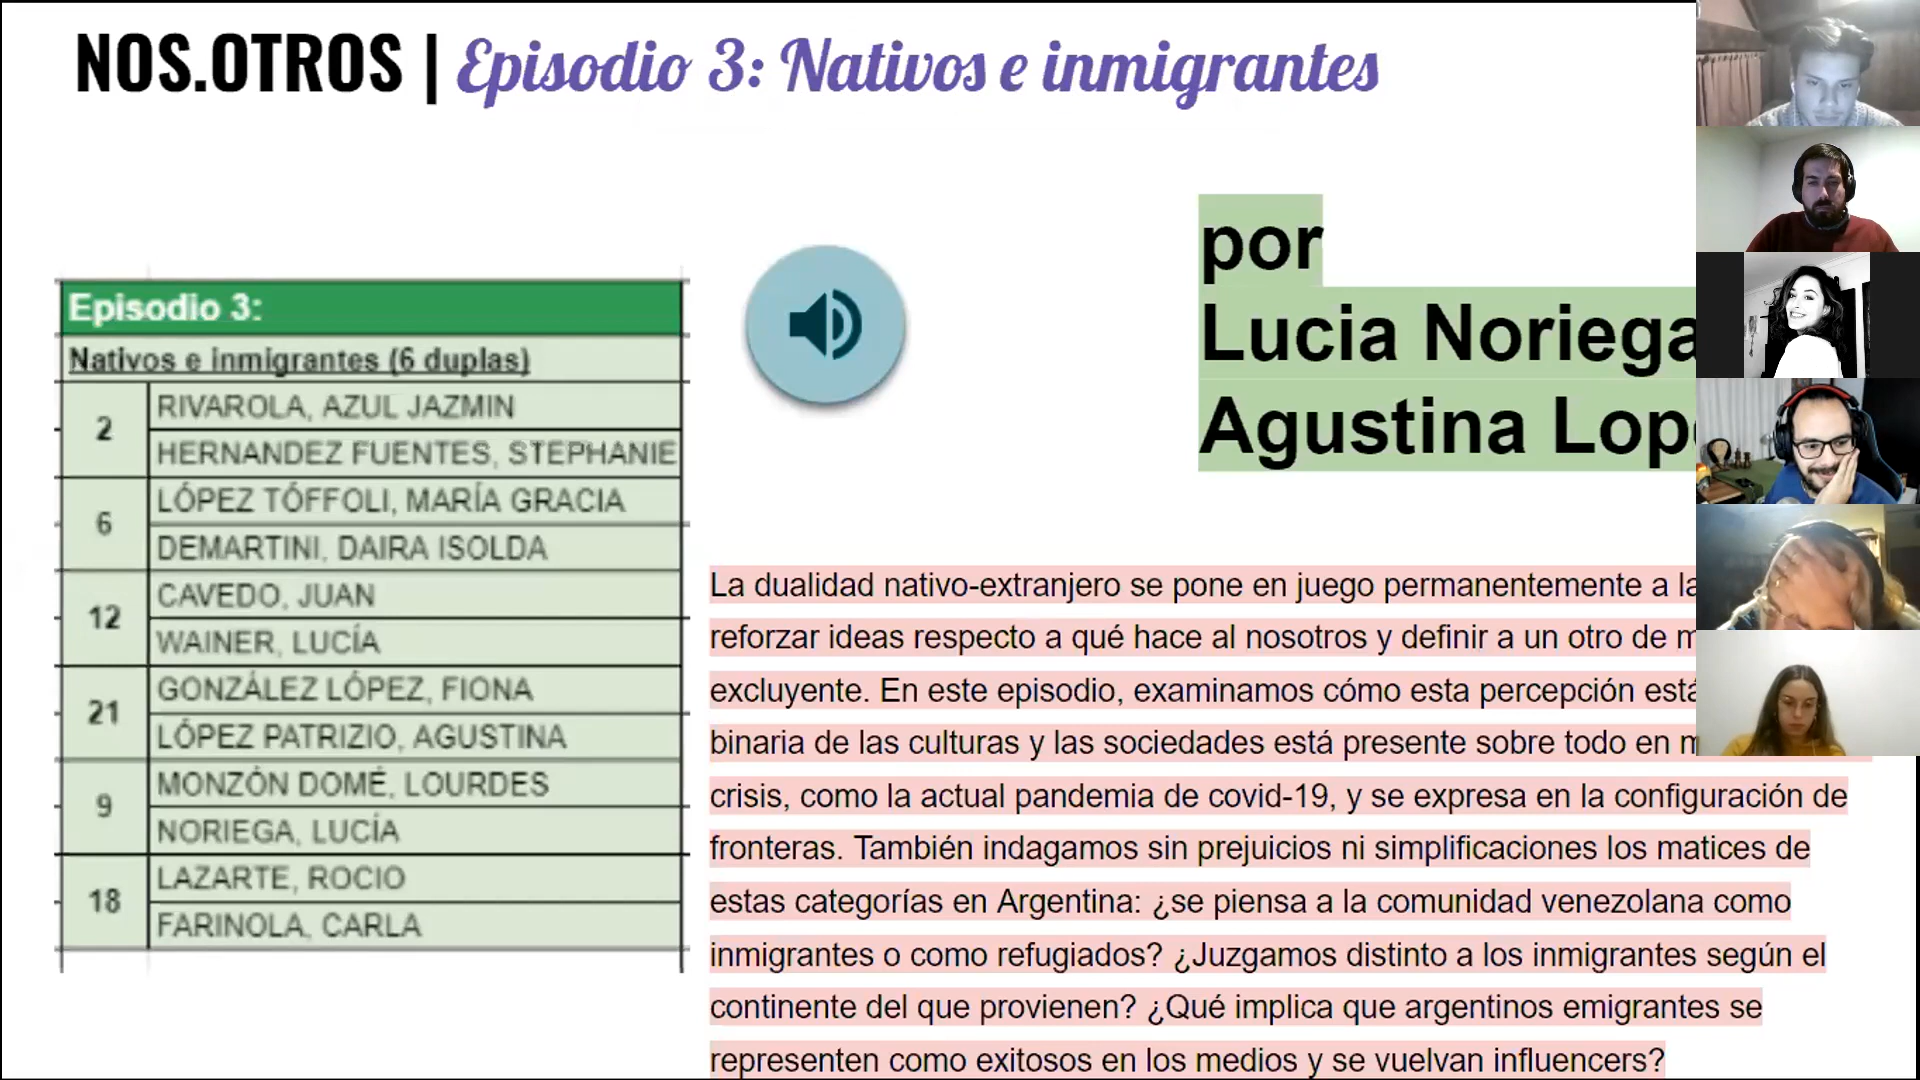 NOS.OTROS | Episodio 3: Nativos e inmigrantes
Episodio 3:
Nativos e inmigrantes (6 duplas)
2
RIVAROLA, AZUL JAZMIN
HERNANDEZ FUENTES, STEPHANIE
6
LÓPEZ TÓFFOLI, MARÍA GRACIA
DEMARTINI, DAIRA ISOLDA
12
CAVEDO, JUAN
WAINER, LUCÍA
21
GONZÁLEZ LÓPEZ, FIONA
LÓPEZ PATRIZIO, AGUSTINA
9
MONZÓN DOMÉ, LOURDES
NORIEGA, LUCÍA
18
LAZARTE, ROCIO
FARINOLA, CARLA
por
Lucia Noriega
Agustina
La dualidad nativo-extranjero se pone en juego permanentemente a
reforzar ideas respecto a qué hace al nosotros y definir a un otro de
excluyente. En este episodio, examinamos cómo esta percepción
binaria de las culturas y las sociedades está presente sobre todo en
crisis, como la actual pandemia de covid-19, y se expresa en la configuración de
fronteras. También indagamos sin prejuicios ni simplificaciones los matices de
estas categorías en Argentina: ¿se piensa a la comunidad venezolana como
inmigrantes o como refugiados? ¿Juzgamos distinto a los inmigrantes según el
continente del que provienen? ¿Qué implica que argentinos emigrantes se
representen como exitosos en los medios y se vuelvan influencers?